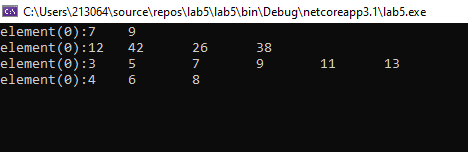 C:\Users\213064\source\repos\lab5\lab5\bin\Debug\netcoreapp3.1\lab5.exe
element(0):7 9
element(0):12 42 26 38
element(0):3 5 7 9 11 13
element(0):4 6 8